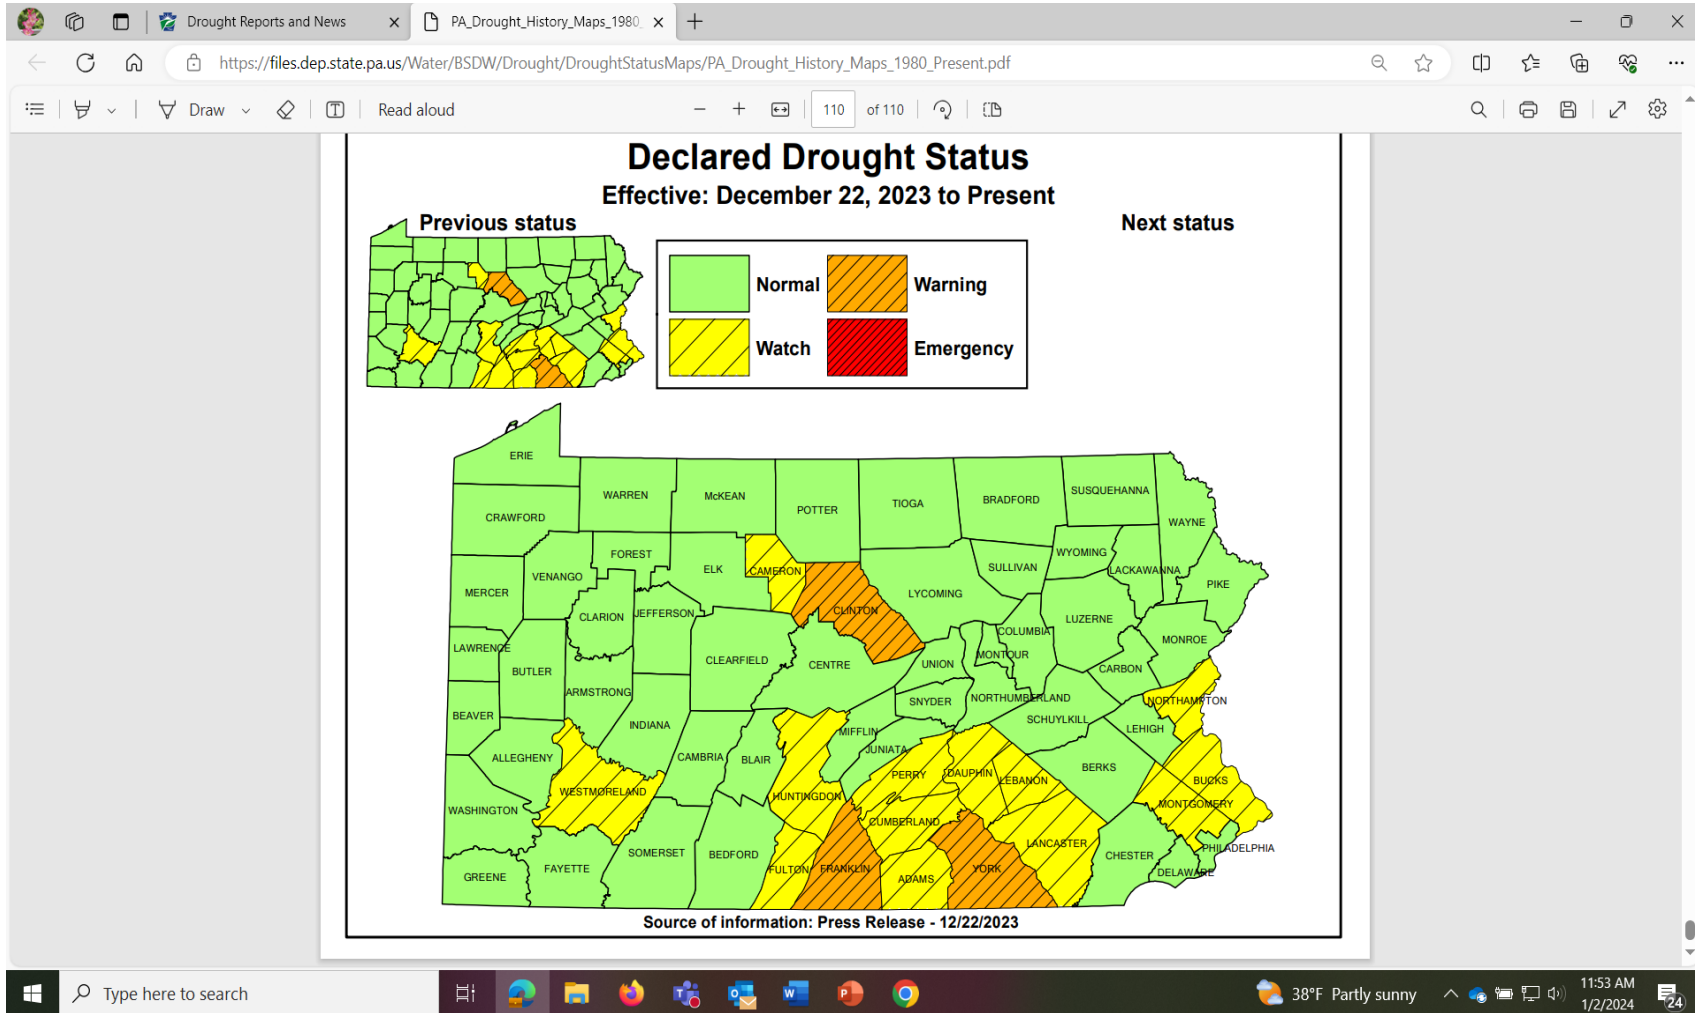 Drought Reports and News
PA_Drought_History_Maps_1980_
https://files.dep.state.pa.us/Water/BSDW/Drought/DroughtStatusMaps/PA_Drought_History_Maps_1980_Present.pdf
Draw
Read aloud
110 of 110
Declared Drought Status
Effective: December 22, 2023 to Present
Previous status
Next status
Normal
Warning
Watch
Emergency
ERIE
WARREN
McKEAN
POTTER
TIOGA
BRADFORD
SUSQUEHANNA
CRAWFORD
WAYNE
FOREST
WYOMING
VENANGO
ELK
CAMERON
SULLIVAN
LACKAWANNA
PIKE
MERCER
LYCOMING
CLARION
JEFFERSON
CLINTON
LUZERNE
COLUMBIA
MONROE
LAWRENCE
MONTOUR
CLEARFIELD
CENTRE
UNION
CARBON
BUTLER
ARMSTRONG
SNYDER
NORTHUMBERLAND
NORTHAMPTON
BEAVER
INDIANA
SCHUYLKILL
MIFFLIN
LEHIGH
JUNIATA
ALLEGHENY
CAMBRIA
BLAIR
BERKS
PERRY
DAUPHIN
LEBANON
BUCKS
WESTMORELAND
HUNTINGDON
MONTGOMERY
WASHINGTON
CUMBERLAND
LANCASTER
PHILADELPHIA
SOMERSET
BEDFORD
CHESTER
FAYETTE
FULTON
FRANKLIN
YORK
DELAWARE
GREENE
ADAMS
Source of information: Press Release - 12/22/2023
Type here to search
38°F Partly sunny
11:53 AM
1/2/2024
24